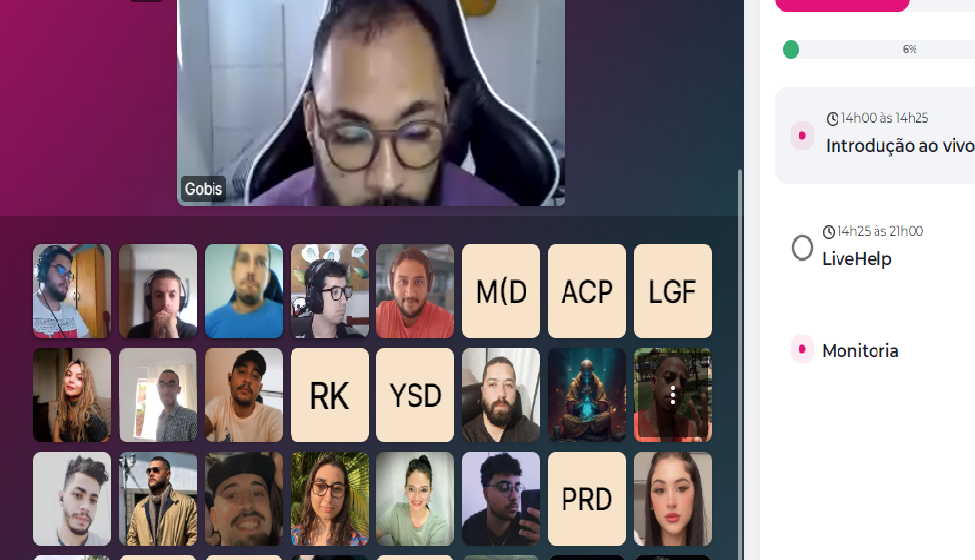 Gobis
M(D
ACP
LGF
RK
YSD
PRD
6%
14h00 às 14h25
Introdução ao vivo
14h25 às 21h00
LiveHelp
Monitoria